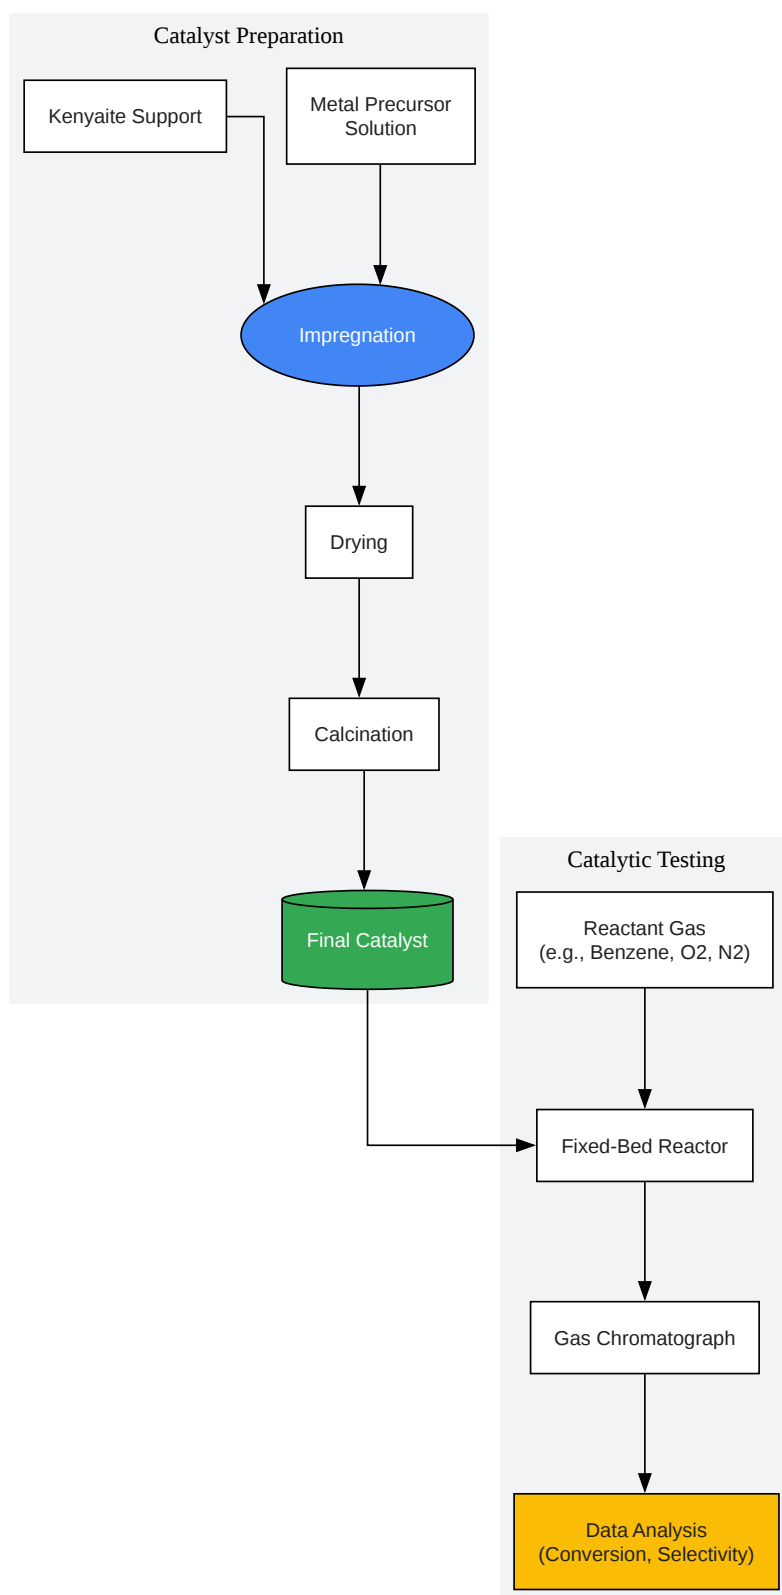 Catalyst Preparation
Kenyaite Support
Metal Precursor
Solution
Impregnation
Drying
Calcination
Final Catalyst
Catalytic Testing
Reactant Gas
(e.g., Benzene, O2, N2)
Fixed-Bed Reactor
Gas Chromatograph
Data Analysis
(Conversion, Selectivity)